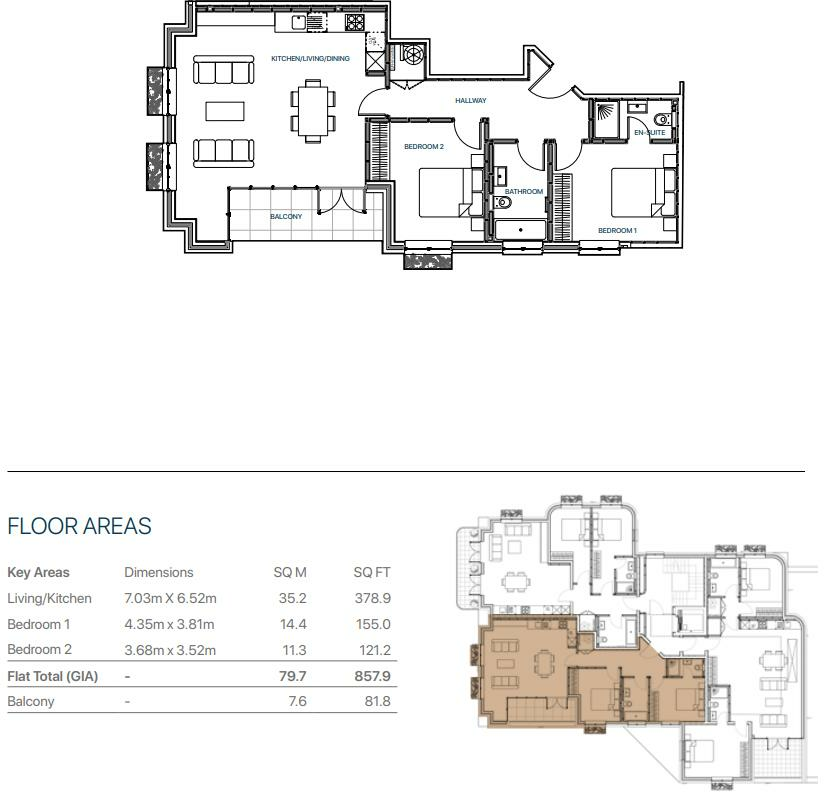 KITCHEN/LIVING/DINING
HALLWAY
EN-SUITE
BEDROOM 2
BATHROOM
BALCONY
BEDROOM 1
FLOOR AREAS
Key Areas Dimensions SQ M SQ FT
Living/Kitchen 7.03m X 6.52m 35.2 378.9
Bedroom 1 4.35m x 3.81m 14.4 155.0
Bedroom 2 3.68m x 3.52m 11.3 121.2
Flat Total (GIA) - 79.7 857.9
Balcony - 7.6 81.8